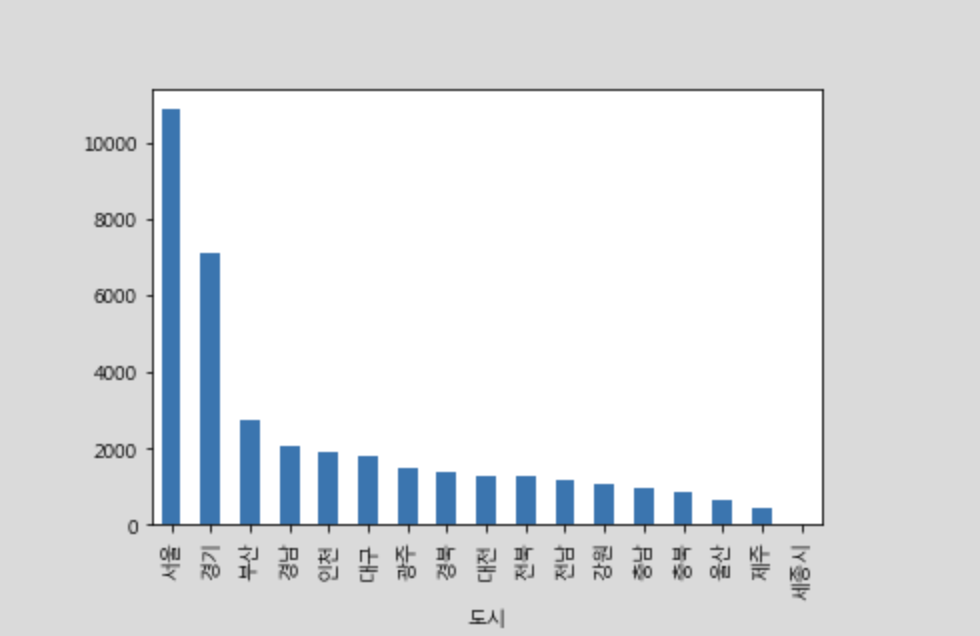 10000
8000
6000
4000
2000
0
서울
경기
부산
경남
인천
대구
광주
경북
대전
전북
전남
강원
충남
충북
울산
제주
세종시
도시